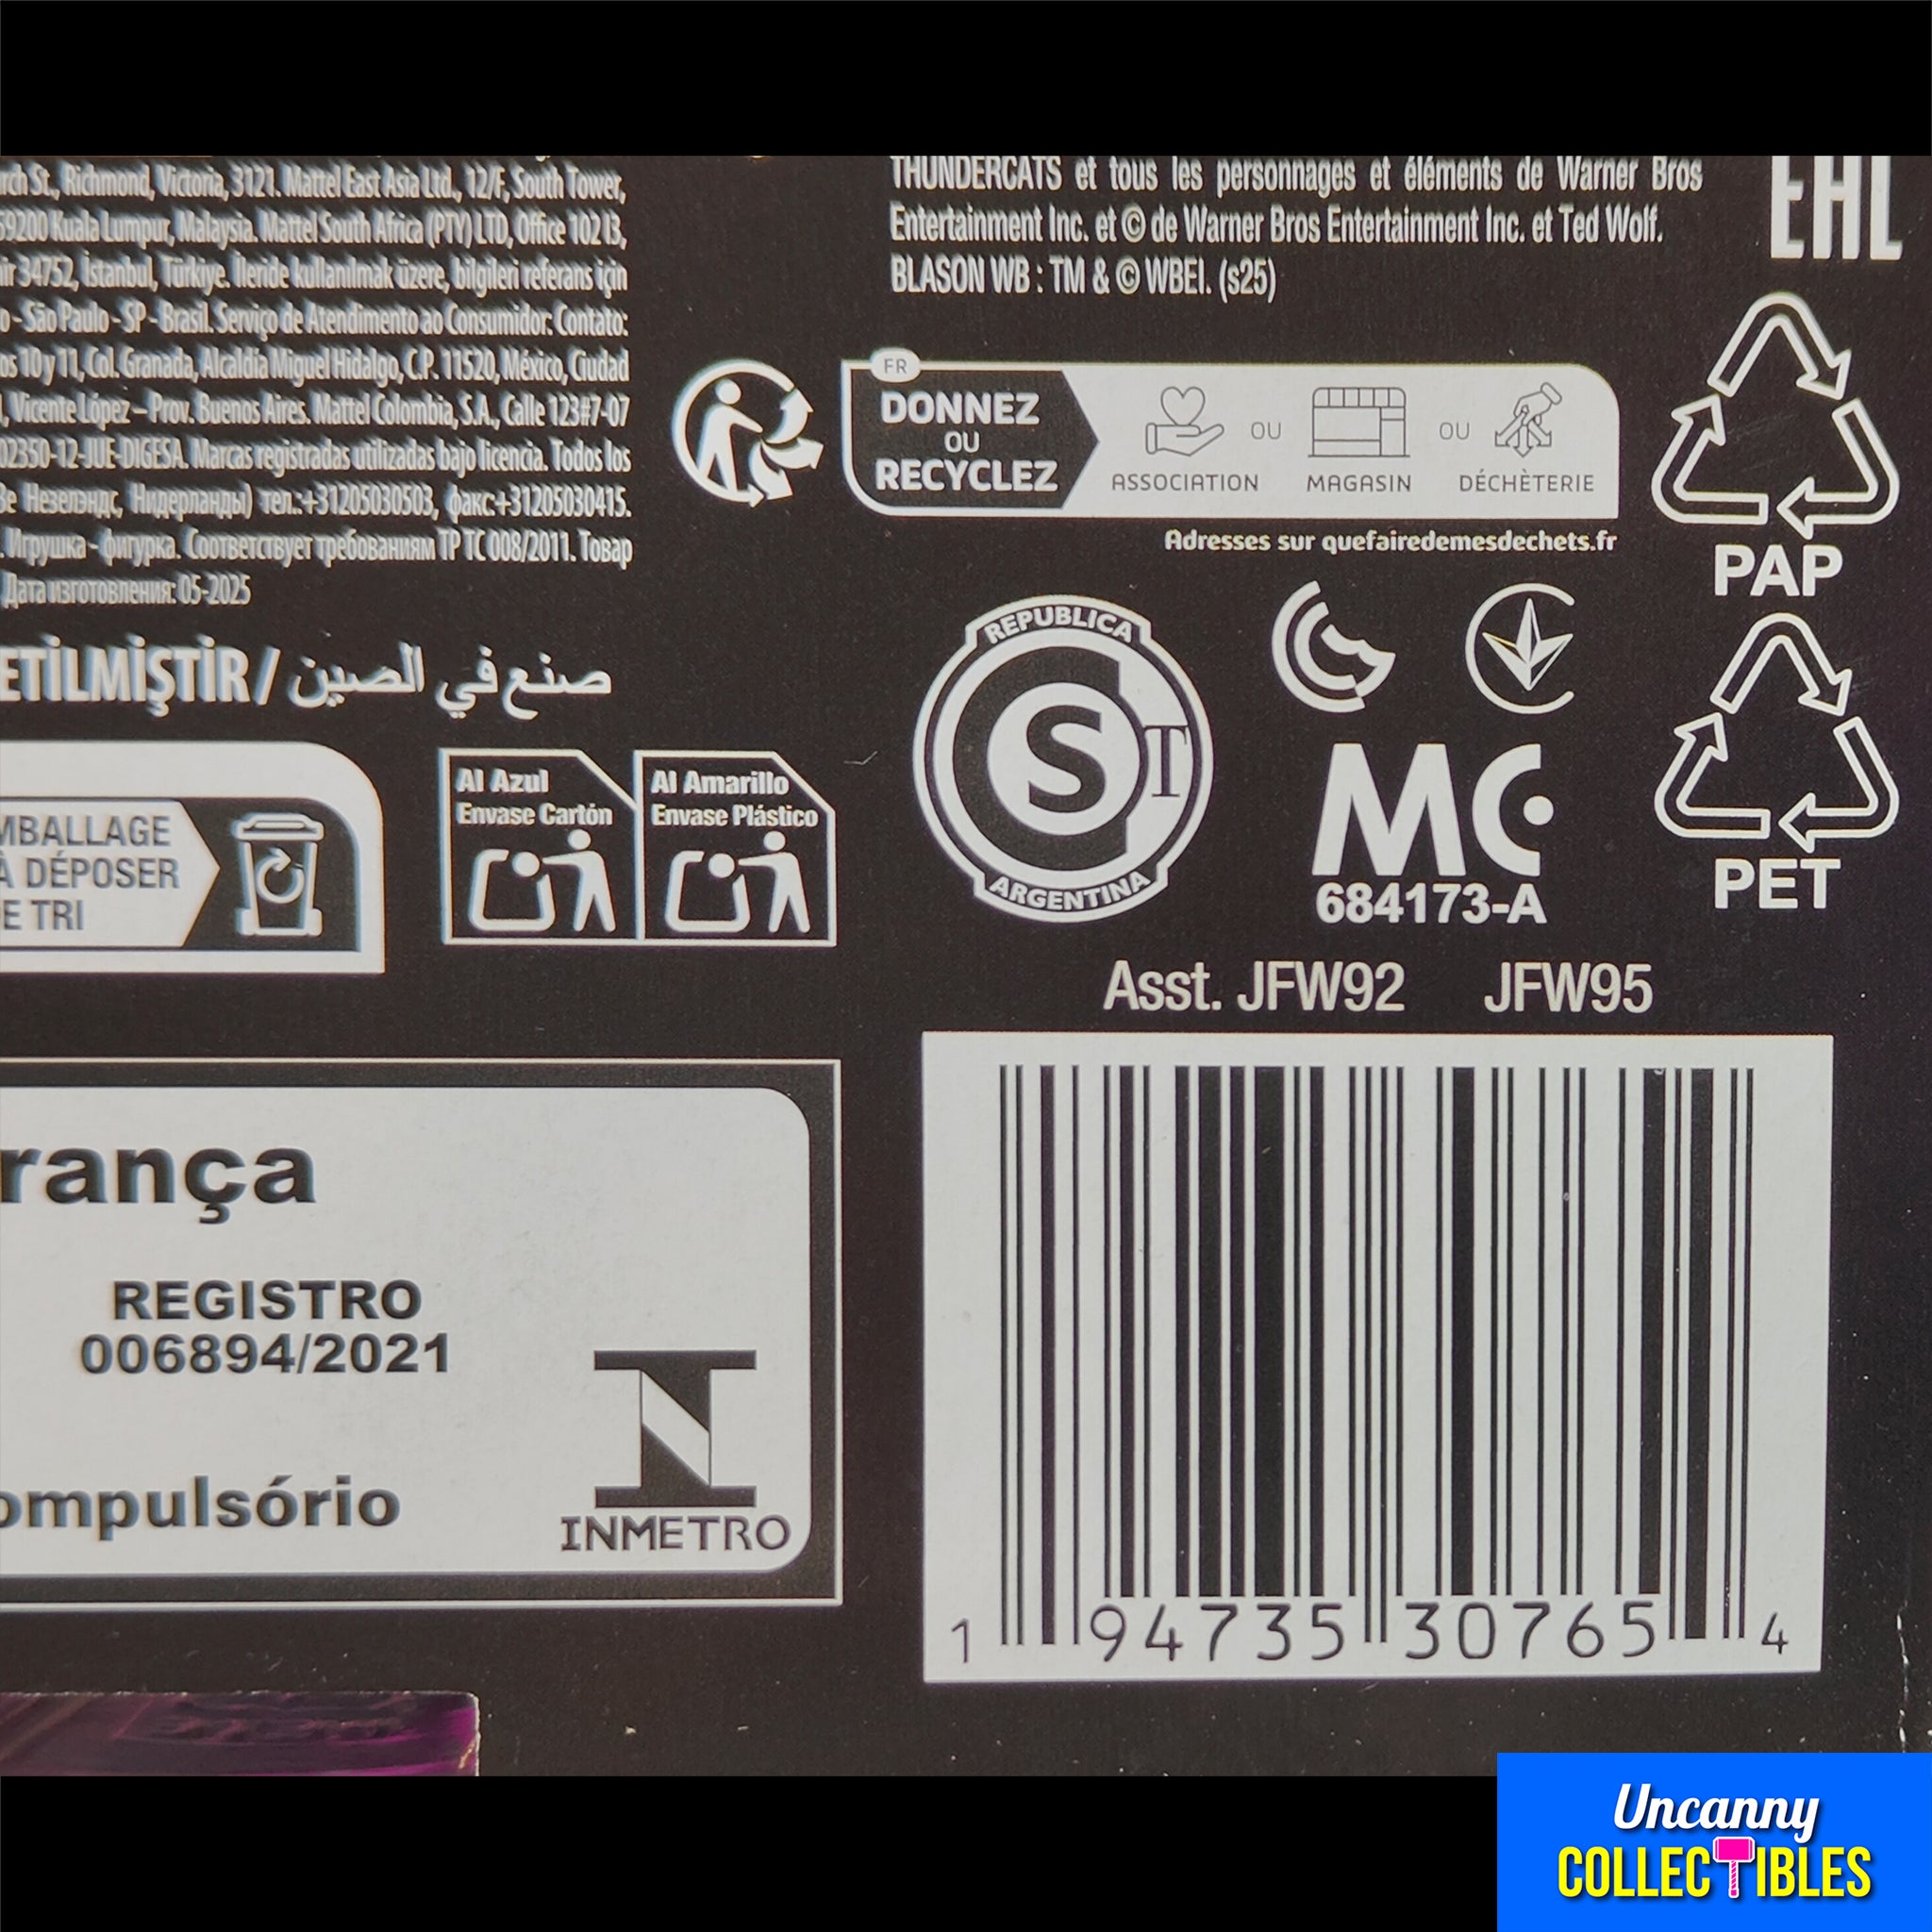 rch St., Richmond, Victoria, 3121. Mattel East Asia Ltd., 12/F, South Tower,
59200 Kuala Lumpur, Malaysia. Mattel South Africa (PTY) LTD, Office 102 I3,
ir 34752, İstanbul, Türkiye. İleride kullanılmak üzere, bilgileri referans için
o - São Paulo - SP - Brasil. Serviço de Atendimento ao Consumidor: Contato:
os 10 y 11, Col. Granada, Alcaldía Miguel Hidalgo, C.P. 11520, México, Ciudad
, Vicente López – Prov. Buenos Aires. Mattel Colombia, S.A., Calle 123#7-07
02350-12-JUE-DIGESA. Marcas registradas utilizadas bajo licencia. Todos los
Незелэндс, Нидерланды) тел.:+31205030503, факс+31205030415.
. Игрушка - фигурка. Соответствует требованиям ТР ТС 008/2011. Товар
Дата изготовления: 05-2025
ETİLMİŞTİR / صنع في الصين
MBALLAGE
À DÉPOSER
E TRI
Al Azul
Envase Cartón
Al Amarillo
Envase Plástico
rança
REGISTRO
006894/2021
ompulsório
INMETRO
THUNDERCATS et tous les personnages et éléments de Warner Bros
Entertainment Inc. et © de Warner Bros Entertainment Inc. et Ted Wolf.
BLASON WB : TM & © WBEI. (s25)
EAC
FR
DONNEZ
OU
RECYCLEZ
ASSOCIATION
OU
MAGASIN
OU
DÉCHÈTERIE
Adresses sur quefairedemesdechets.fr
PAP
PET
REPUBLICA
S
T
ARGENTINA
MC
684173-A
Asst. JFW92 JFW95
1 94735 30765 4
Uncanny
COLLECTIBLES